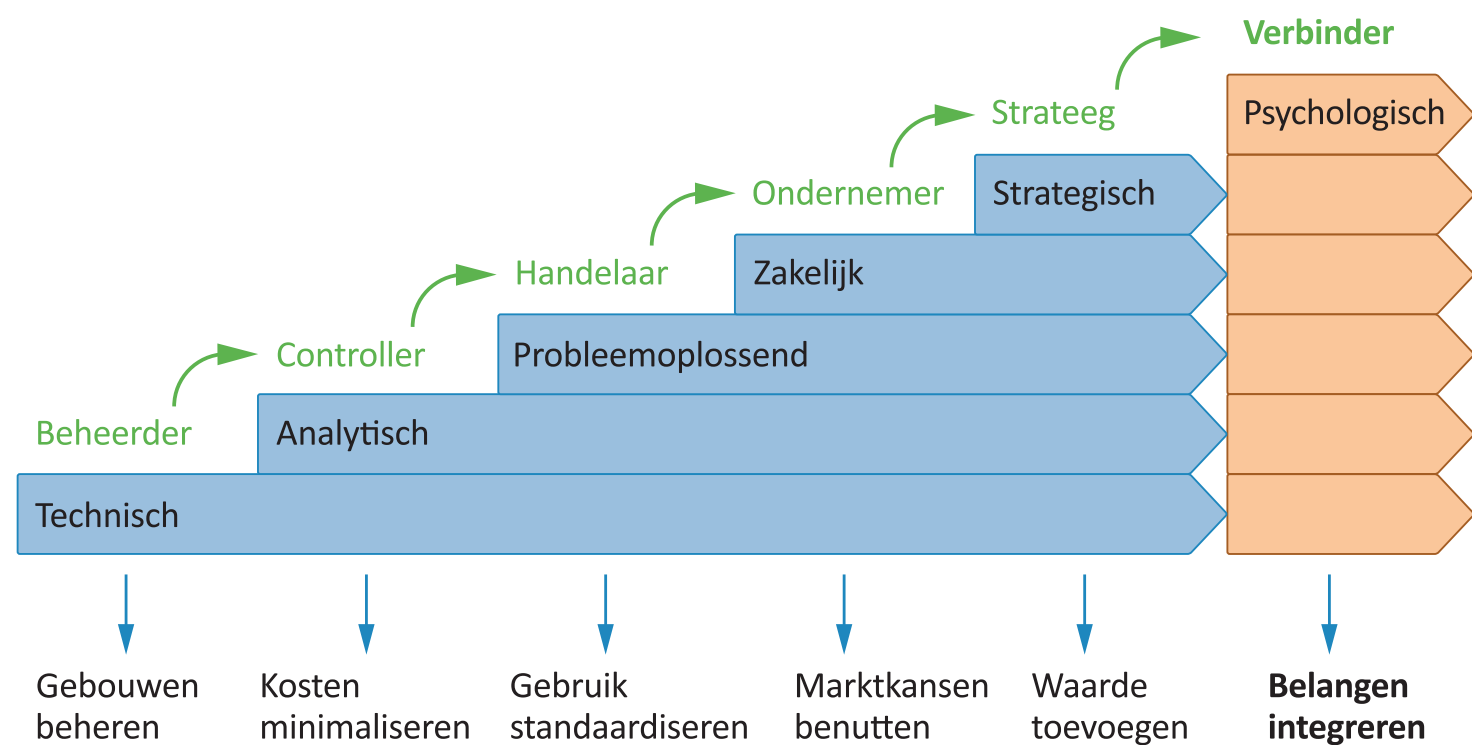 Verbinder
Psychologisch
Strateeg
Strategisch
Ondernemer
Zakelijk
Handelaar
Probleemoplossend
Controller
Analytisch
Beheerder
Technisch
Gebouwen
beheren
Kosten
minimaliseren
Gebruik
standaardiseren
Marktkansen
benutten
Waarde
toevoegen
Belangen
integreren